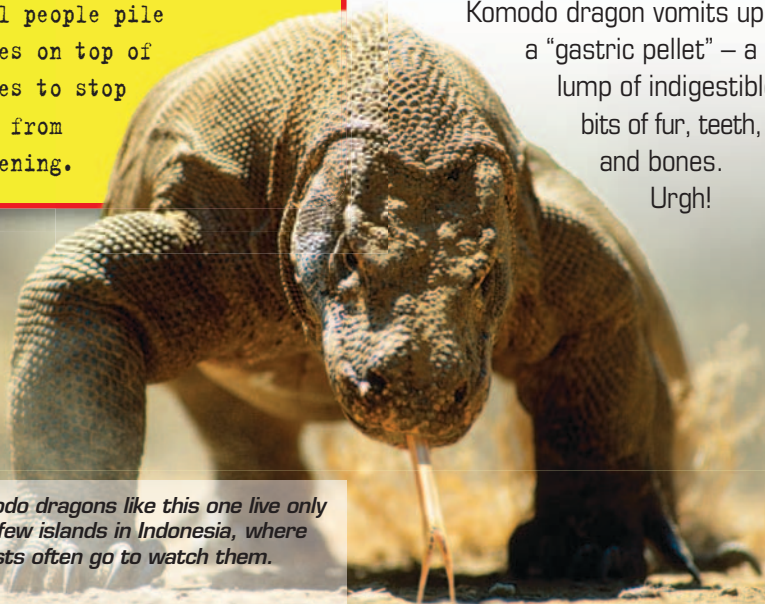 l people pile
es on top of
es to stop
from
ening.
Komodo dragon vomits up
a “gastric pellet” – a
lump of indigestible
bits of fur, teeth,
and bones.
Urgh!
odo dragons like this one live only
few islands in Indonesia, where
sts often go to watch them.